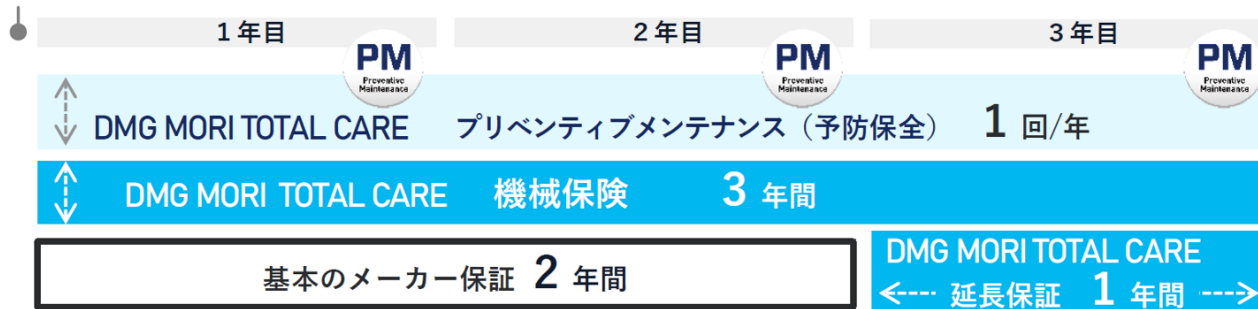 1年目 2年目 3年目
PM PM PM
Preventive Preventive Preventive
Maintenance Maintenance Maintenance
DMG MORI TOTAL CARE プリベンティブメンテナンス（予防保全） 1 回/年
DMG MORI TOTAL CARE 機械保険 3 年間
基本のメーカー保証 2 年間
DMG MORI TOTAL CARE
延長保証 1 年間